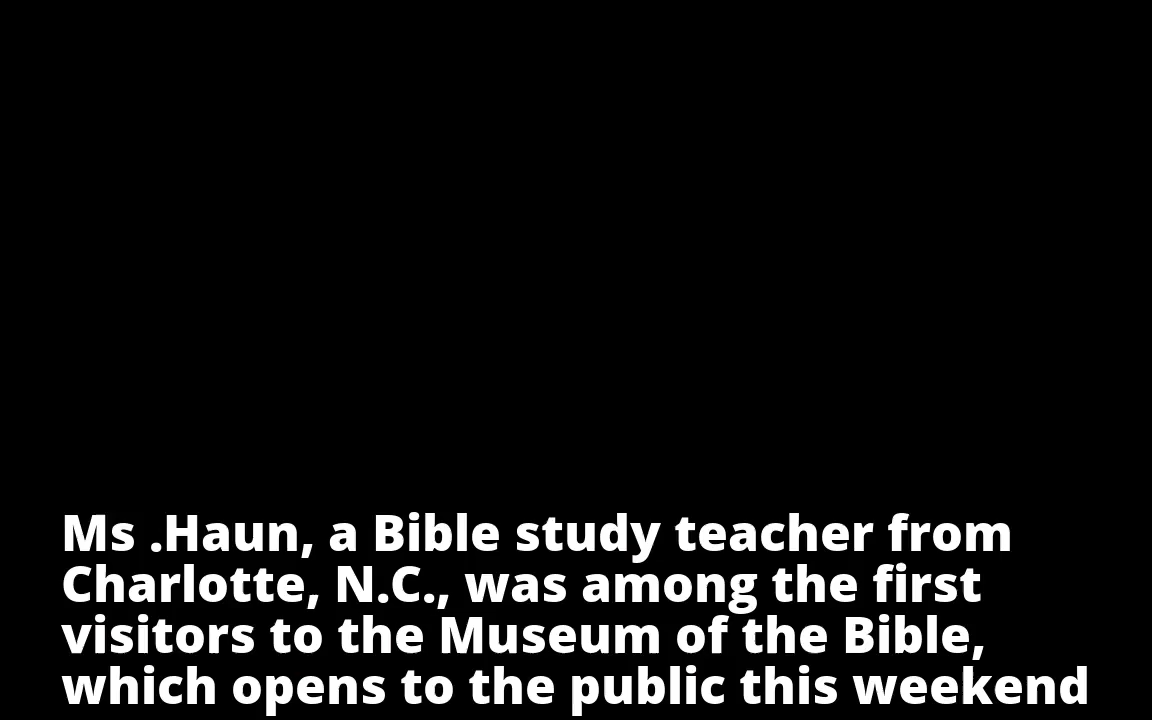 Ms .Haun, a Bible study teacher from
Charlotte, N.C., was among the first
visitors to the Museum of the Bible,
which opens to the public this weekend